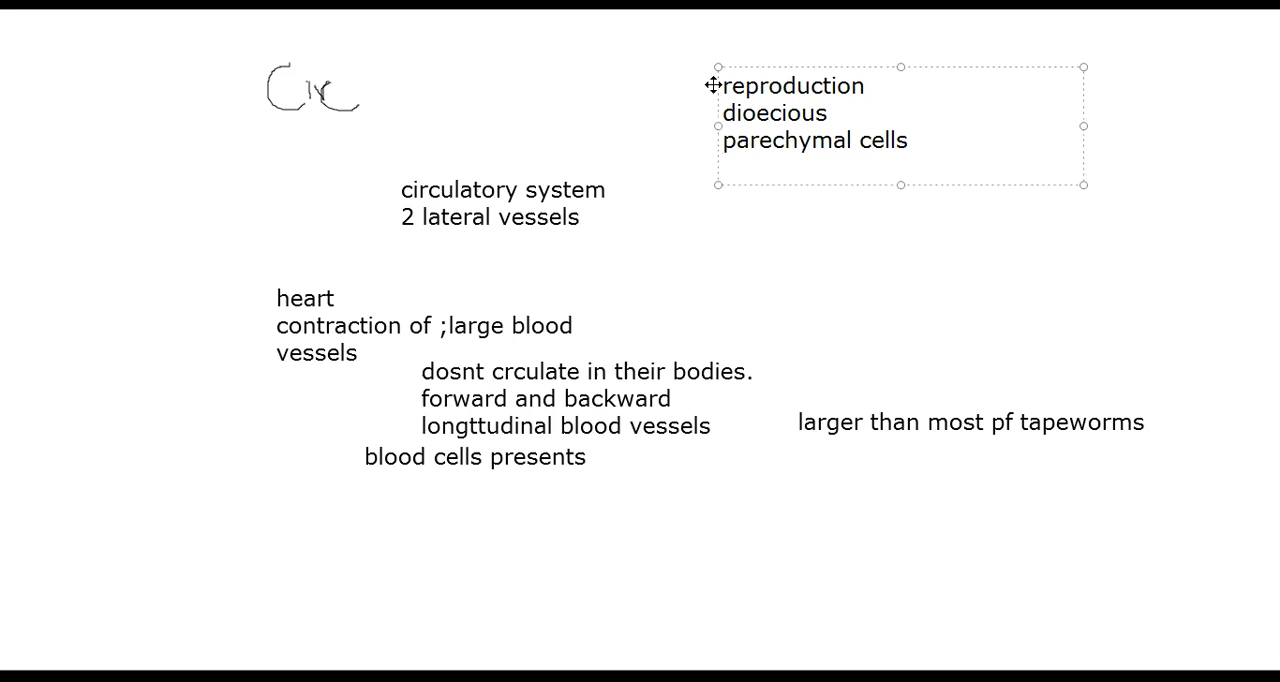 Circ
reproduction
dioecious
parechymal cells
circulatory system
2 lateral vessels
heart
contraction of ;large blood
vessels
dosnt crculate in their bodies.
forward and backward
longttudinal blood vessels
larger than most pf tapeworms
blood cells presents